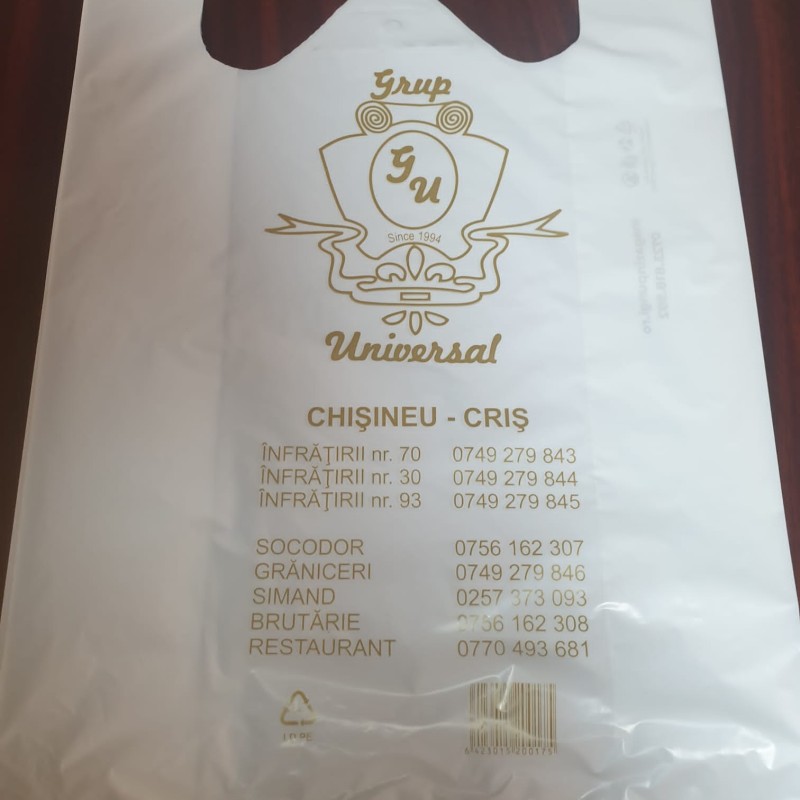 Grup
G
U
Since 1994
Universal
CHIŞINEU - CRIŞ
ÎNFRĂŢIRII nr. 70 0749 279 843
ÎNFRĂŢIRII nr. 30 0749 279 844
ÎNFRĂŢIRII nr. 93 0749 279 845
SOCODOR 0756 162 307
GRĂNICERI 0749 279 846
SIMAND 0257 373 093
BRUTĂRIE 0756 162 308
RESTAURANT 0770 493 681
LD PE